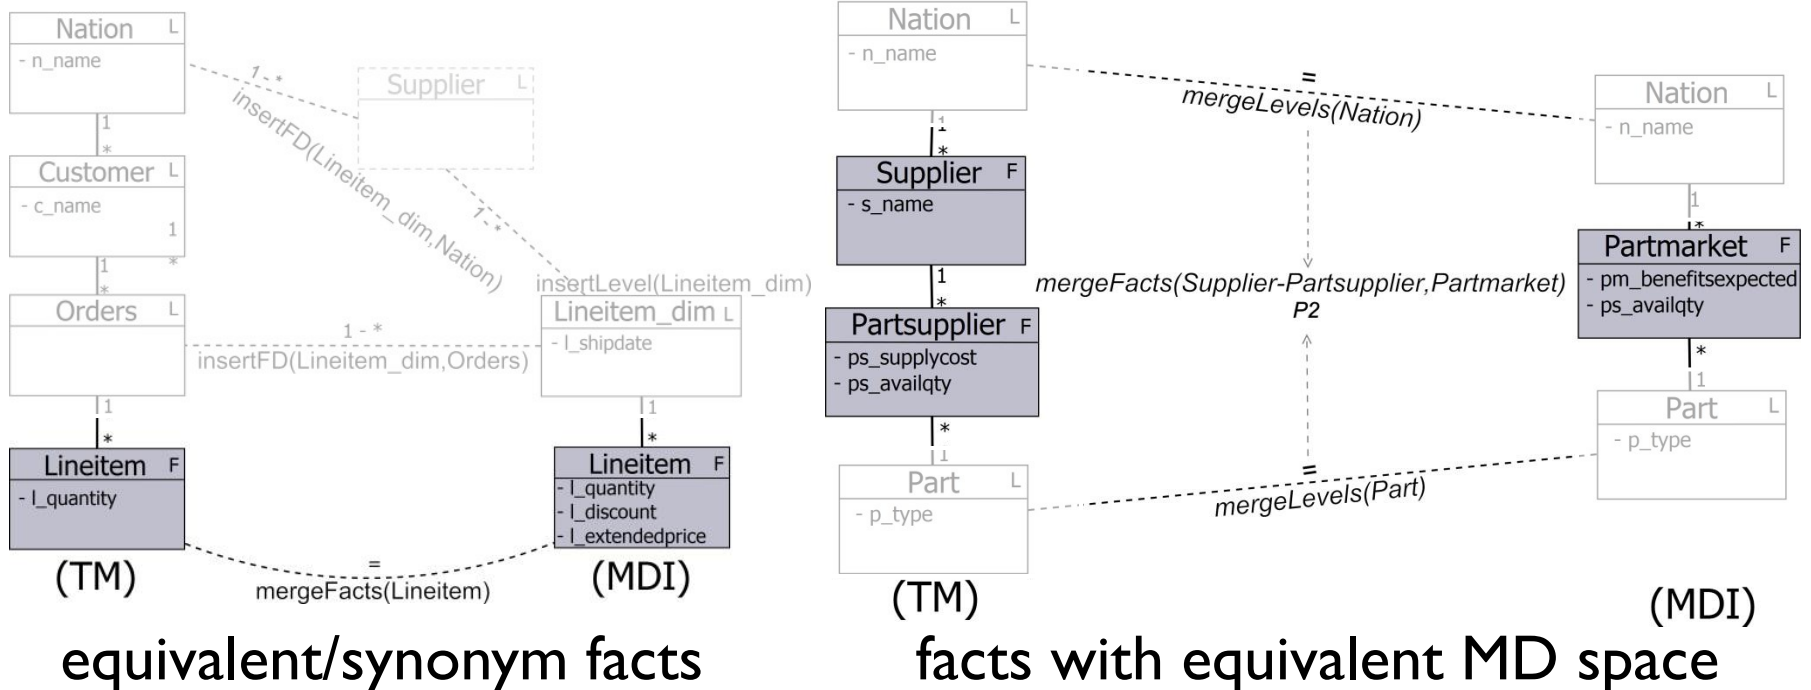 Nation L
- n_name
1
*
Customer L
- c_name
1
*
1
*
Orders L
1
*
Lineitem F
- l_quantity
(TM)
Supplier L
1 - *
insertFD(Lineitem_dim,Nation)
1 - *
insertLevel(Lineitem_dim)
1 - *
insertFD(Lineitem_dim,Orders)
Lineitem_dim L
- l_shipdate
1
*
Lineitem F
- l_quantity
- l_discount
- l_extendedprice
(MDI)
=
mergeFacts(Lineitem)
equivalent/synonym facts
Nation L
- n_name
1
*
Supplier F
- s_name
1
*
Partsupplier F
- ps_supplycost
- ps_availqty
*
1
Part L
- p_type
(TM)
=
mergeLevels(Nation)
mergeFacts(Supplier-Partsupplier,Partmarket)
P2
=
mergeLevels(Part)
Nation L
- n_name
1
*
Partmarket F
- pm_benefitsexpected
- ps_availqty
*
1
Part L
- p_type
(MDI)
facts with equivalent MD space